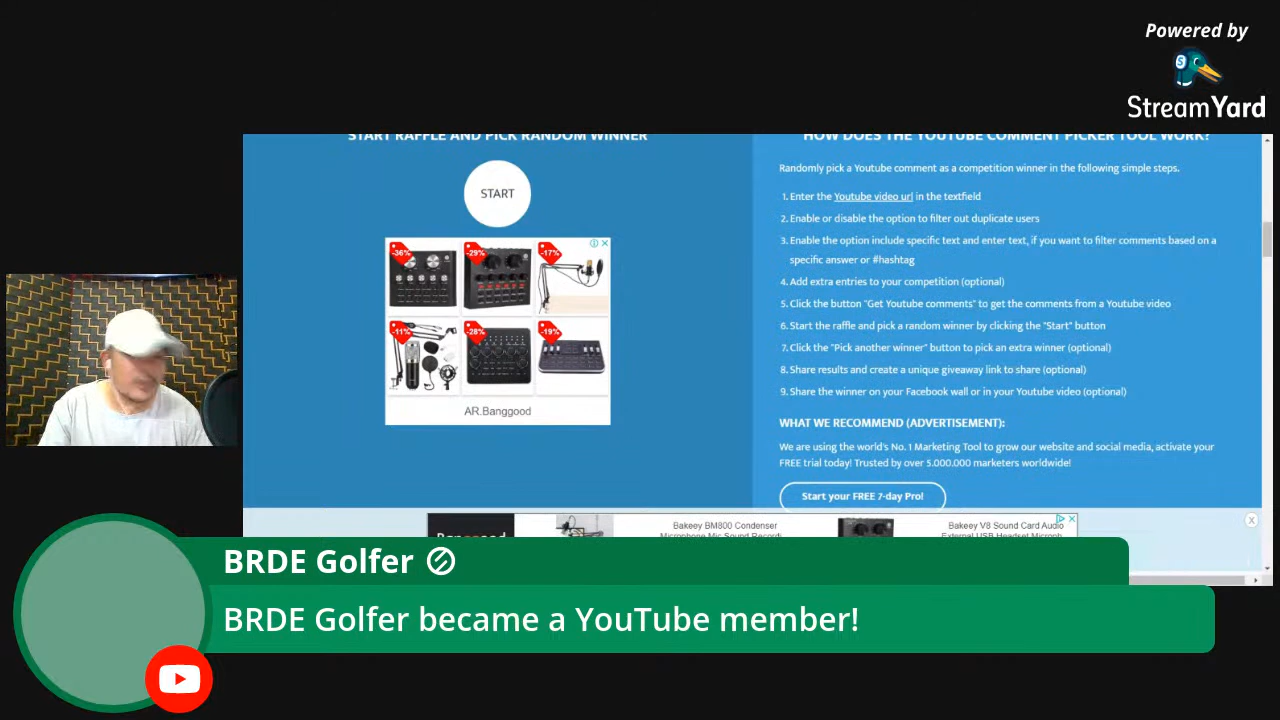 Powered by
StreamYard
START RAFFLE AND PICK RANDOM WINNER
START
-36%
-29%
-17%
-11%
-28%
-19%
AR.Banggood
HOW DOES THE YOUTUBE COMMENT PICKER TOOL WORK?
Randomly pick a Youtube comment as a competition winner in the following simple steps.
1. Enter the Youtube video url in the textfield
2. Enable or disable the option to filter out duplicate users
3. Enable the option include specific text and enter text, if you want to filter comments based on a
specific answer or #hashtag
4. Add extra entries to your competition (optional)
5. Click the button "Get Youtube comments" to get the comments from a Youtube video
6. Start the raffle and pick a random winner by clicking the "Start" button
7. Click the "Pick another winner" button to pick an extra winner (optional)
8. Share results and create a unique giveaway link to share (optional)
9. Share the winner on your Facebook wall or in your Youtube video (optional)
WHAT WE RECOMMEND (ADVERTISEMENT):
We are using the world's No. 1 Marketing Tool to grow our website and social media, activate your
FREE trial today! Trusted by over 5.000.000 marketers worldwide!
Start your FREE 7-day Pro!
Bakeey BM800 Condenser
Microphone Mic Sound Recordi
Bakeey V8 Sound Card Audio
External USB Headset Microph
BRDE Golfer
BRDE Golfer became a YouTube member!